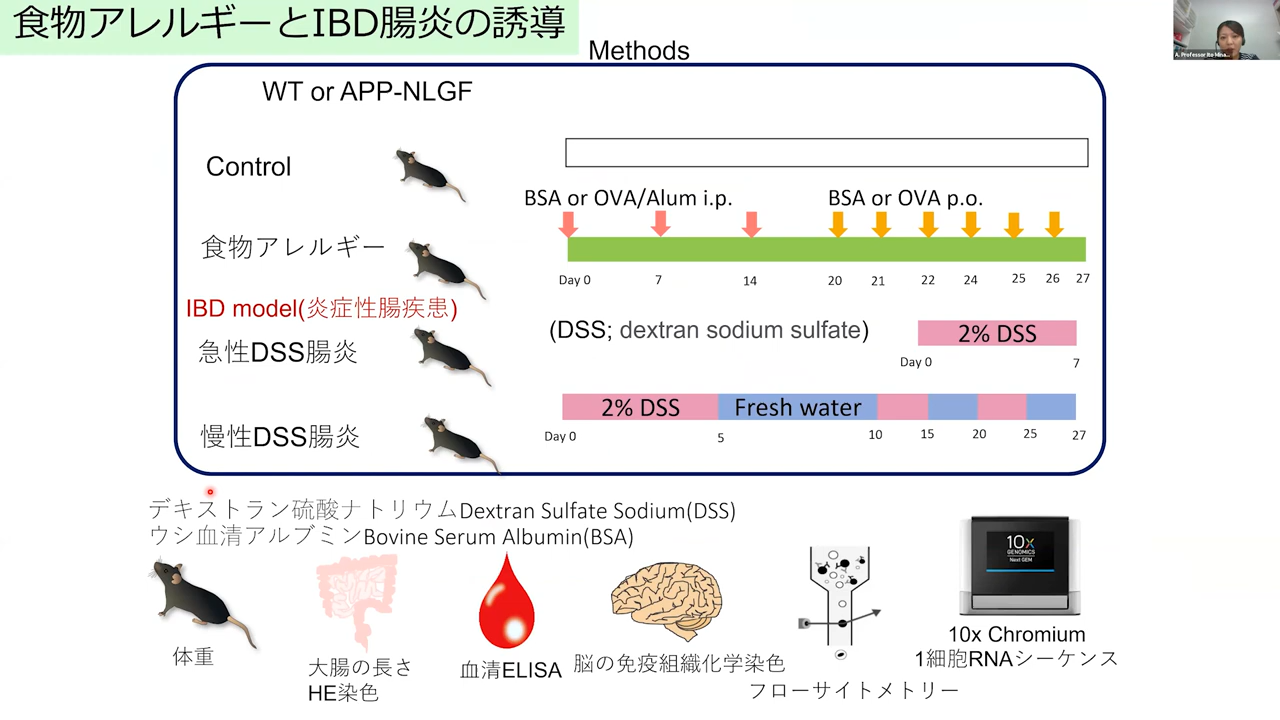 食物アレルギーとIBD腸炎の誘導
Methods
WT or APP-NLGF
Control
BSA or OVA/Alum i.p.
BSA or OVA p.o.
食物アレルギー
Day 0 7 14 20 21 22 24 25 26 27
IBD model(炎症性腸疾患)
(DSS; dextran sodium sulfate)
2% DSS
急性DSS腸炎
Day 0 7
2% DSS Fresh water
慢性DSS腸炎
Day 0 5 10 15 20 25 27
デキストラン硫酸ナトリウムDextran Sulfate Sodium(DSS)
ウシ血清アルブミンBovine Serum Albumin(BSA)
体重
大腸の長さ
HE染色
血清ELISA
脳の免疫組織化学染色
フローサイトメトリー
10x
GENOMICS
Next GEM
10x Chromium
1細胞RNAシーケンス
A. Professor Ito Mina...